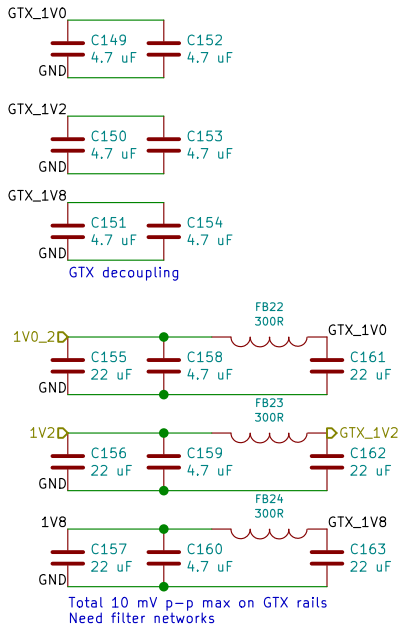 GTX_1V0
C149
4.7 uF
C152
4.7 uF
GND
GTX_1V2
C150
4.7 uF
C153
4.7 uF
GND
GTX_1V8
C151
4.7 uF
C154
4.7 uF
GND
GTX decoupling
FB22
300R
1V0_2
GTX_1V0
C155
22 uF
C158
4.7 uF
C161
22 uF
GND
FB23
300R
1V2
GTX_1V2
C156
22 uF
C159
4.7 uF
C162
22 uF
GND
FB24
300R
1V8
GTX_1V8
C157
22 uF
C160
4.7 uF
C163
22 uF
GND
Total 10 mV p-p max on GTX rails
Need filter networks